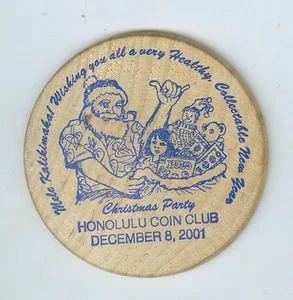 Mele Kalikimaka! Wishing you all a very Healthy, Collectable New Year
Christmas Party
HONOLULU COIN CLUB
DECEMBER 8, 2001